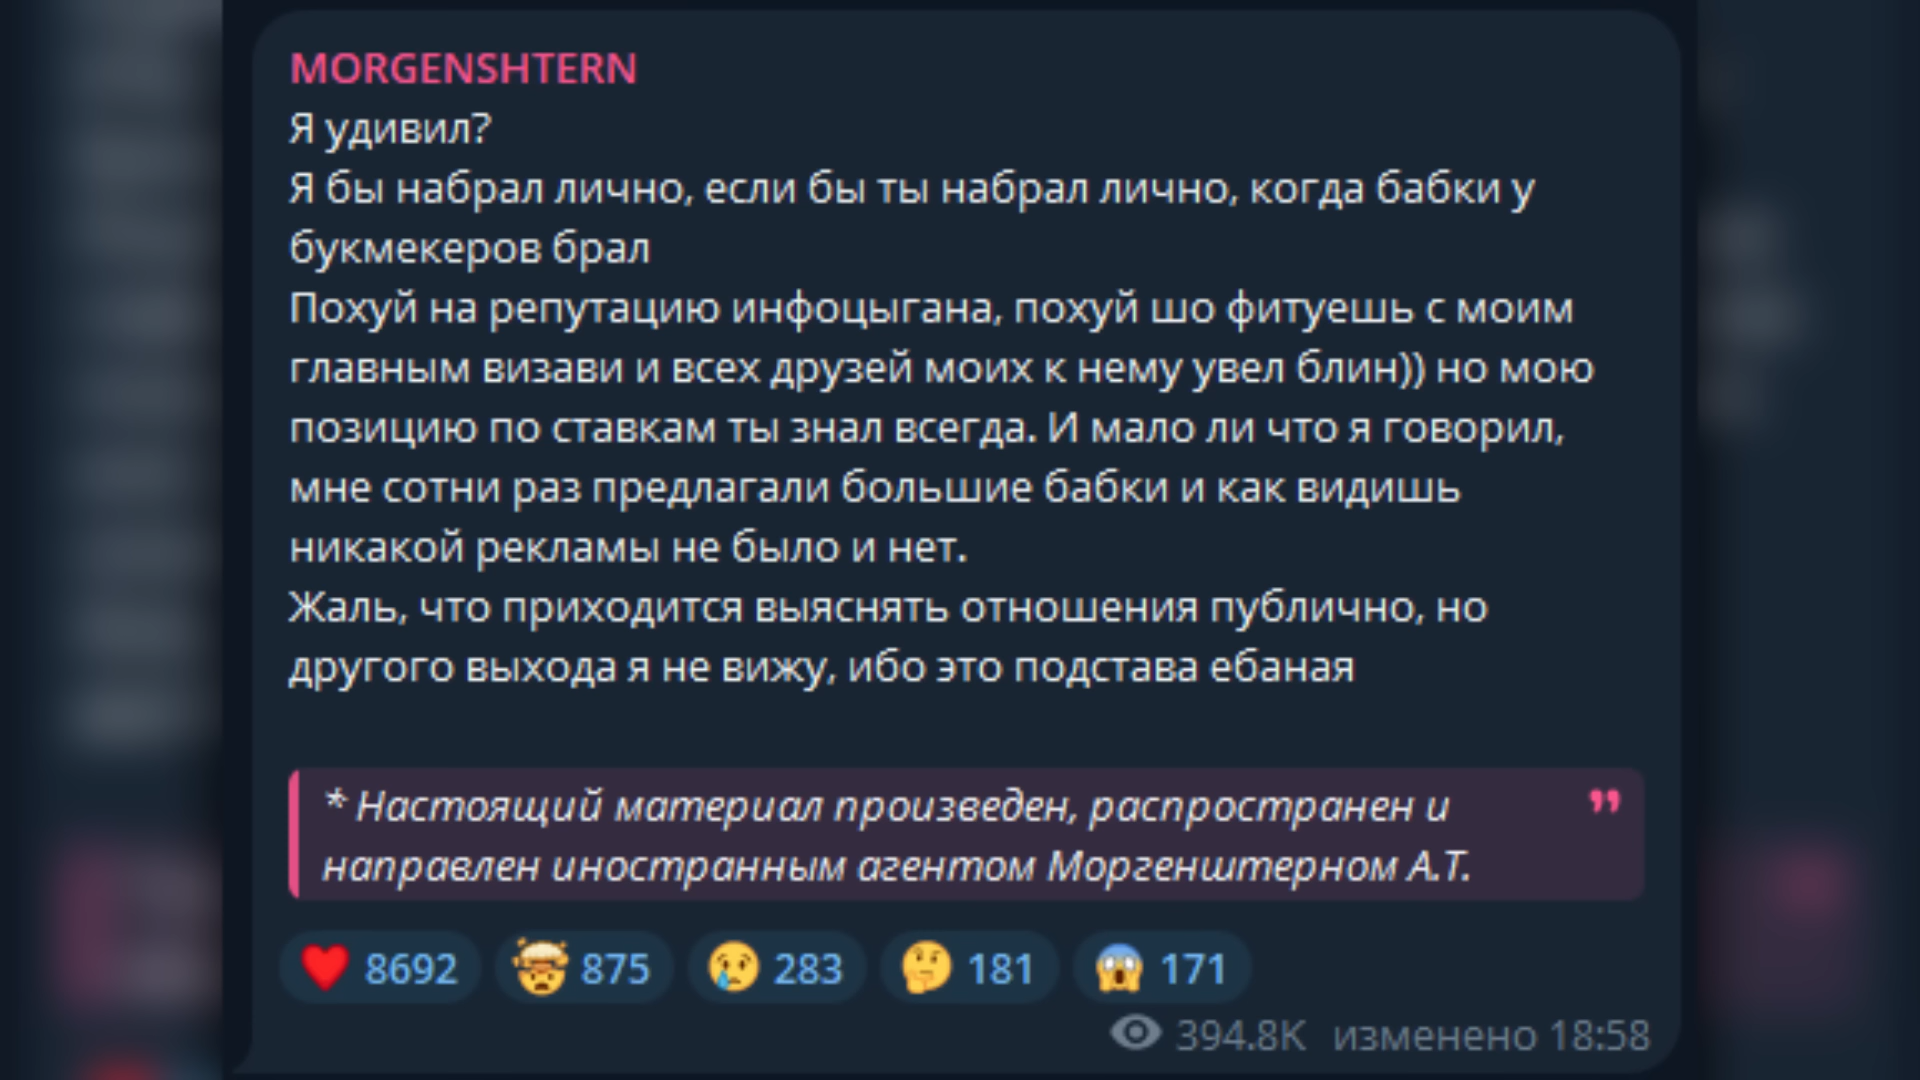 MORGENSHTERN
Я удивил?
Я бы набрал лично, если бы ты набрал лично, когда бабки у
букмекеров брал
Похуй на репутацию инфоцыгана, похуй шо фитуешь с моим
главным визави и всех друзей моих к нему увел блин)) но мою
позицию по ставкам ты знал всегда. И мало ли что я говорил,
мне сотни раз предлагали большие бабки и как видишь
никакой рекламы не было и нет.
Жаль, что приходится выяснять отношения публично, но
другого выхода я не вижу, ибо это подстава ебаная
* Настоящий материал произведен, распространен и
направлен иностранным агентом Моргенштерном А.Т.
8692 875 283 181 171
394.8K изменено 18:58